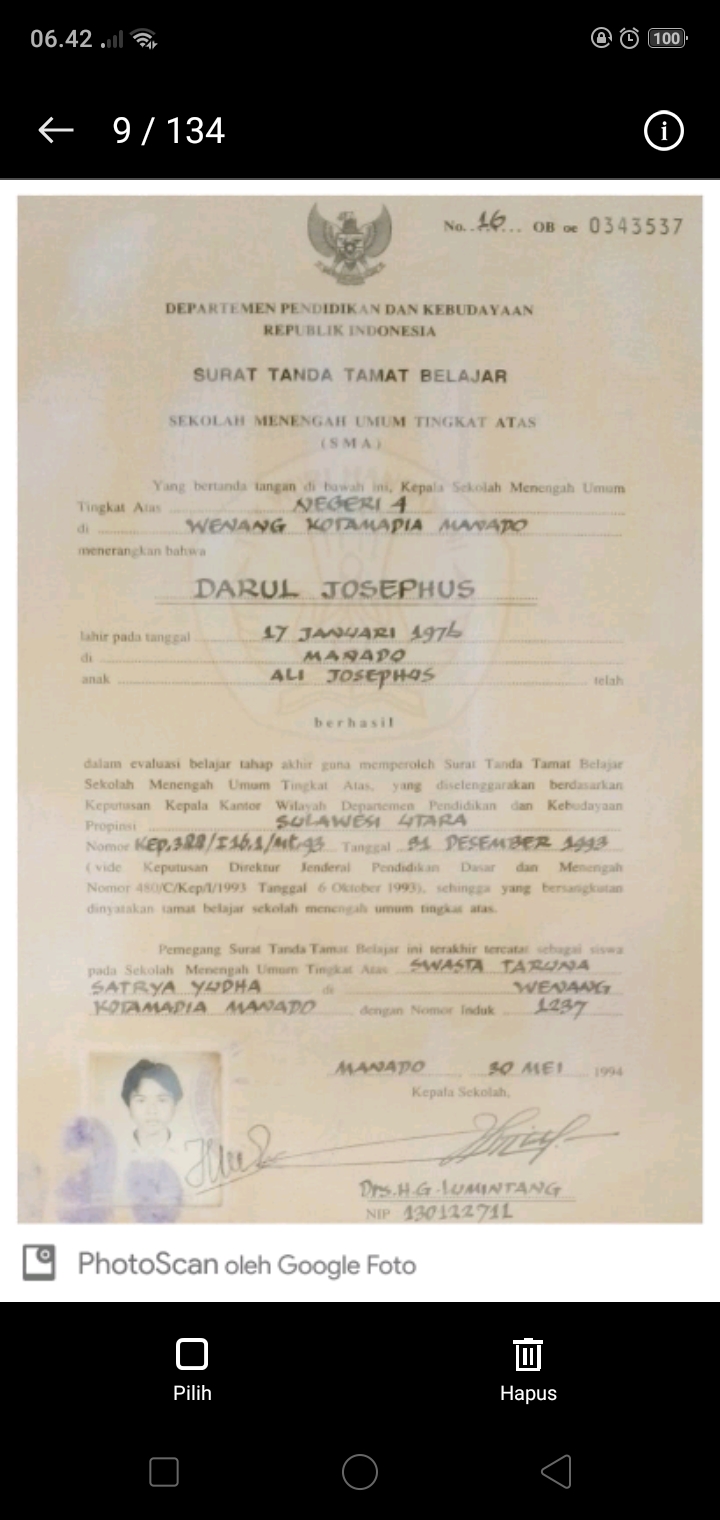 06.42
100
9 / 134
No. 16 OB oe 0343537
DEPARTEMEN PENDIDIKAN DAN KEBUDAYAAN
REPUBLIK INDONESIA
SURAT TANDA TAMAT BELAJAR
SEKOLAH MENENGAH UMUM TINGKAT ATAS
(SMA)
Yang bertanda tangan di bawah ini, Kepala Sekolah Menengah Umum
Tingkat Atas NEGERI 4
di WENANG KOTAMADIA MANADO
menerangkan bahwa
DARUL JOSEPHUS
lahir pada tanggal 17 JANUARI 1976
di MANADO
anak ALI JOSEPHUS telah
berhasil
dalam evaluasi belajar tahap akhir guna memperoleh Surat Tanda Tamat Belajar
Sekolah Menengah Umum Tingkat Atas, yang diselenggarakan berdasarkan
Keputusan Kepala Kantor Wilayah Departemen Pendidikan dan Kebudayaan
Propinsi SULAWESI UTARA
Nomor Tanggal 31 DESEMBER 1993
(vide Keputusan Direktur Jenderal Pendidikan Dasar dan Menengah
Nomor 480/C/Kep/I/1993 Tanggal 6 Oktober 1993), sehingga yang bersangkutan
dinyatakan tamat belajar sekolah menengah umum tingkat atas.
Pemegang Surat Tanda Tamat Belajar ini terakhir tercatat sebagai siswa
pada Sekolah Menengah Umum Tingkat Atas SWASTA TARUNA
SATRYA YUDHA di WENANG
KOTAMADIA MANADO dengan Nomor Induk 1237
MANADO 30 MEI 1994
Kepala Sekolah,
Drs. H.G. LUMINTANG
NIP 130122711
PhotoScan oleh Google Foto
Pilih
Hapus